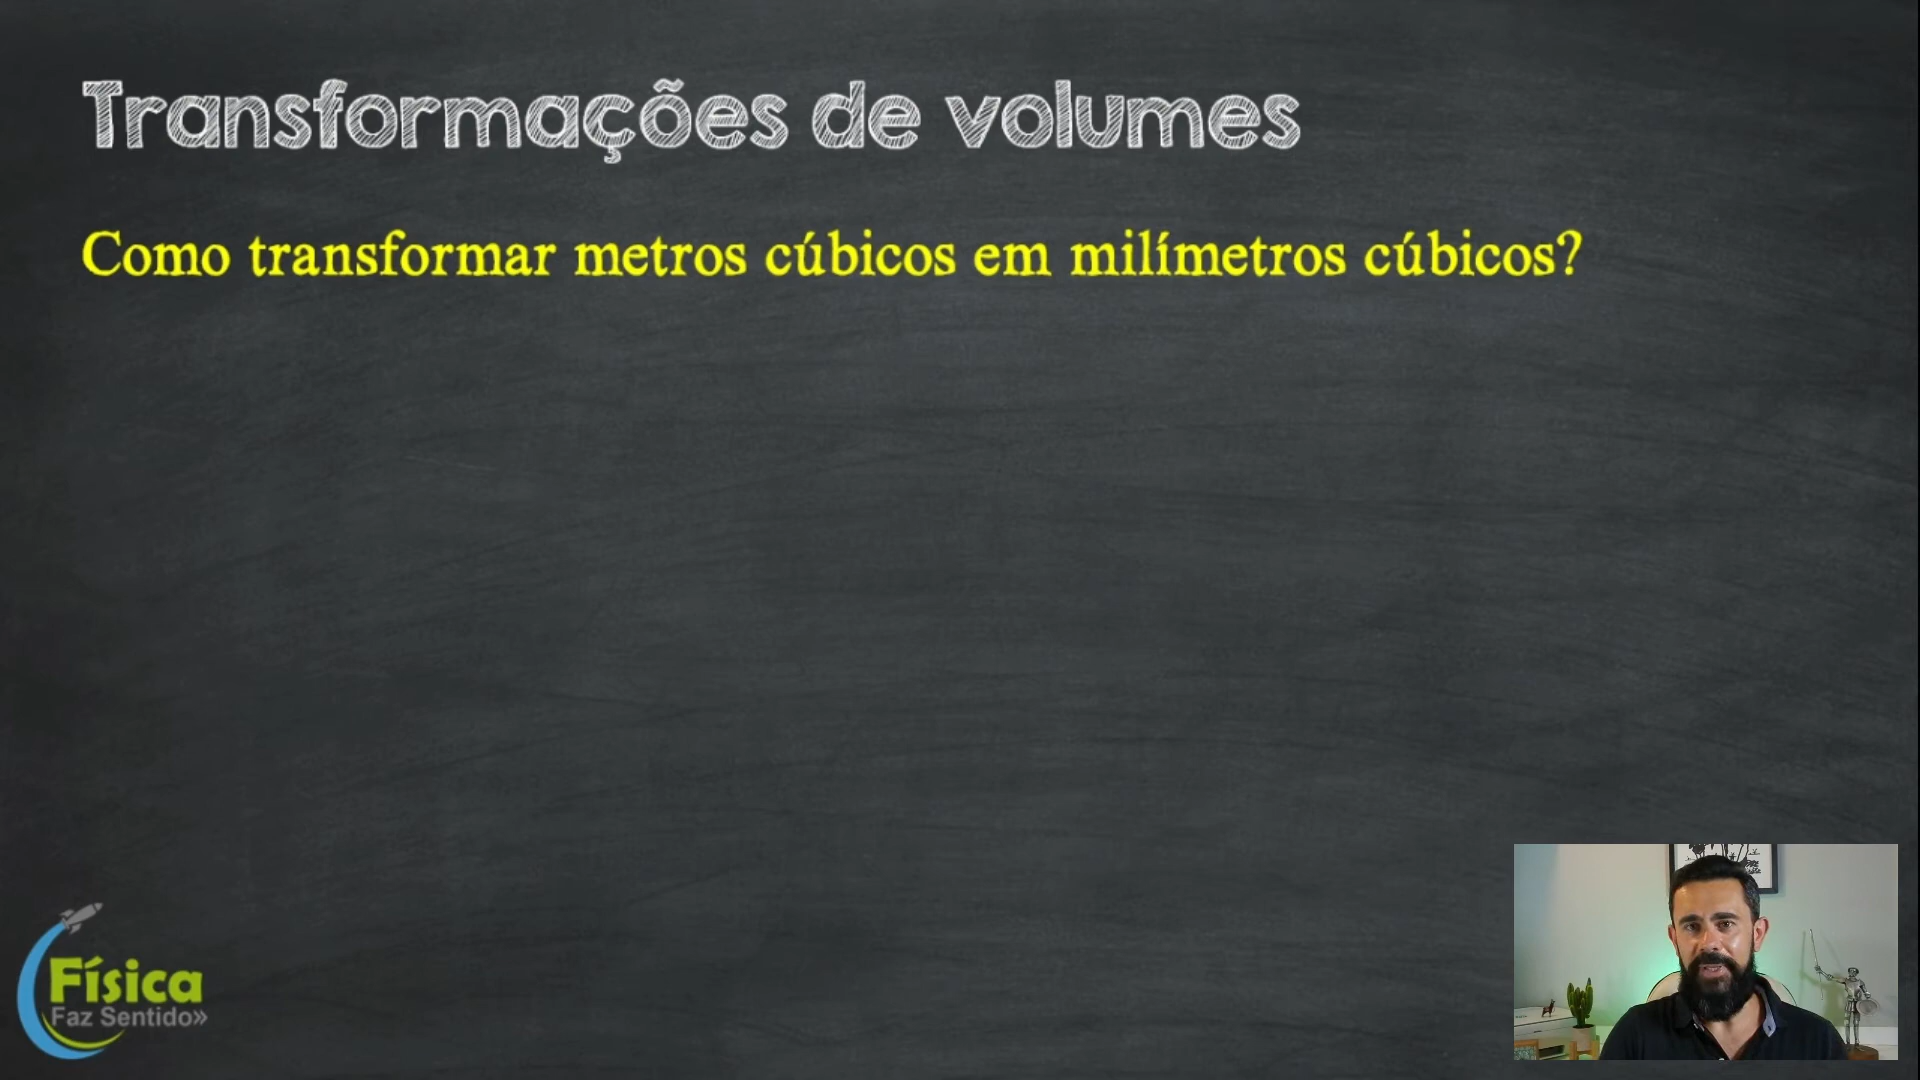 Transformações de volumes
Como transformar metros cúbicos em milímetros cúbicos?
Física
Faz Sentido»